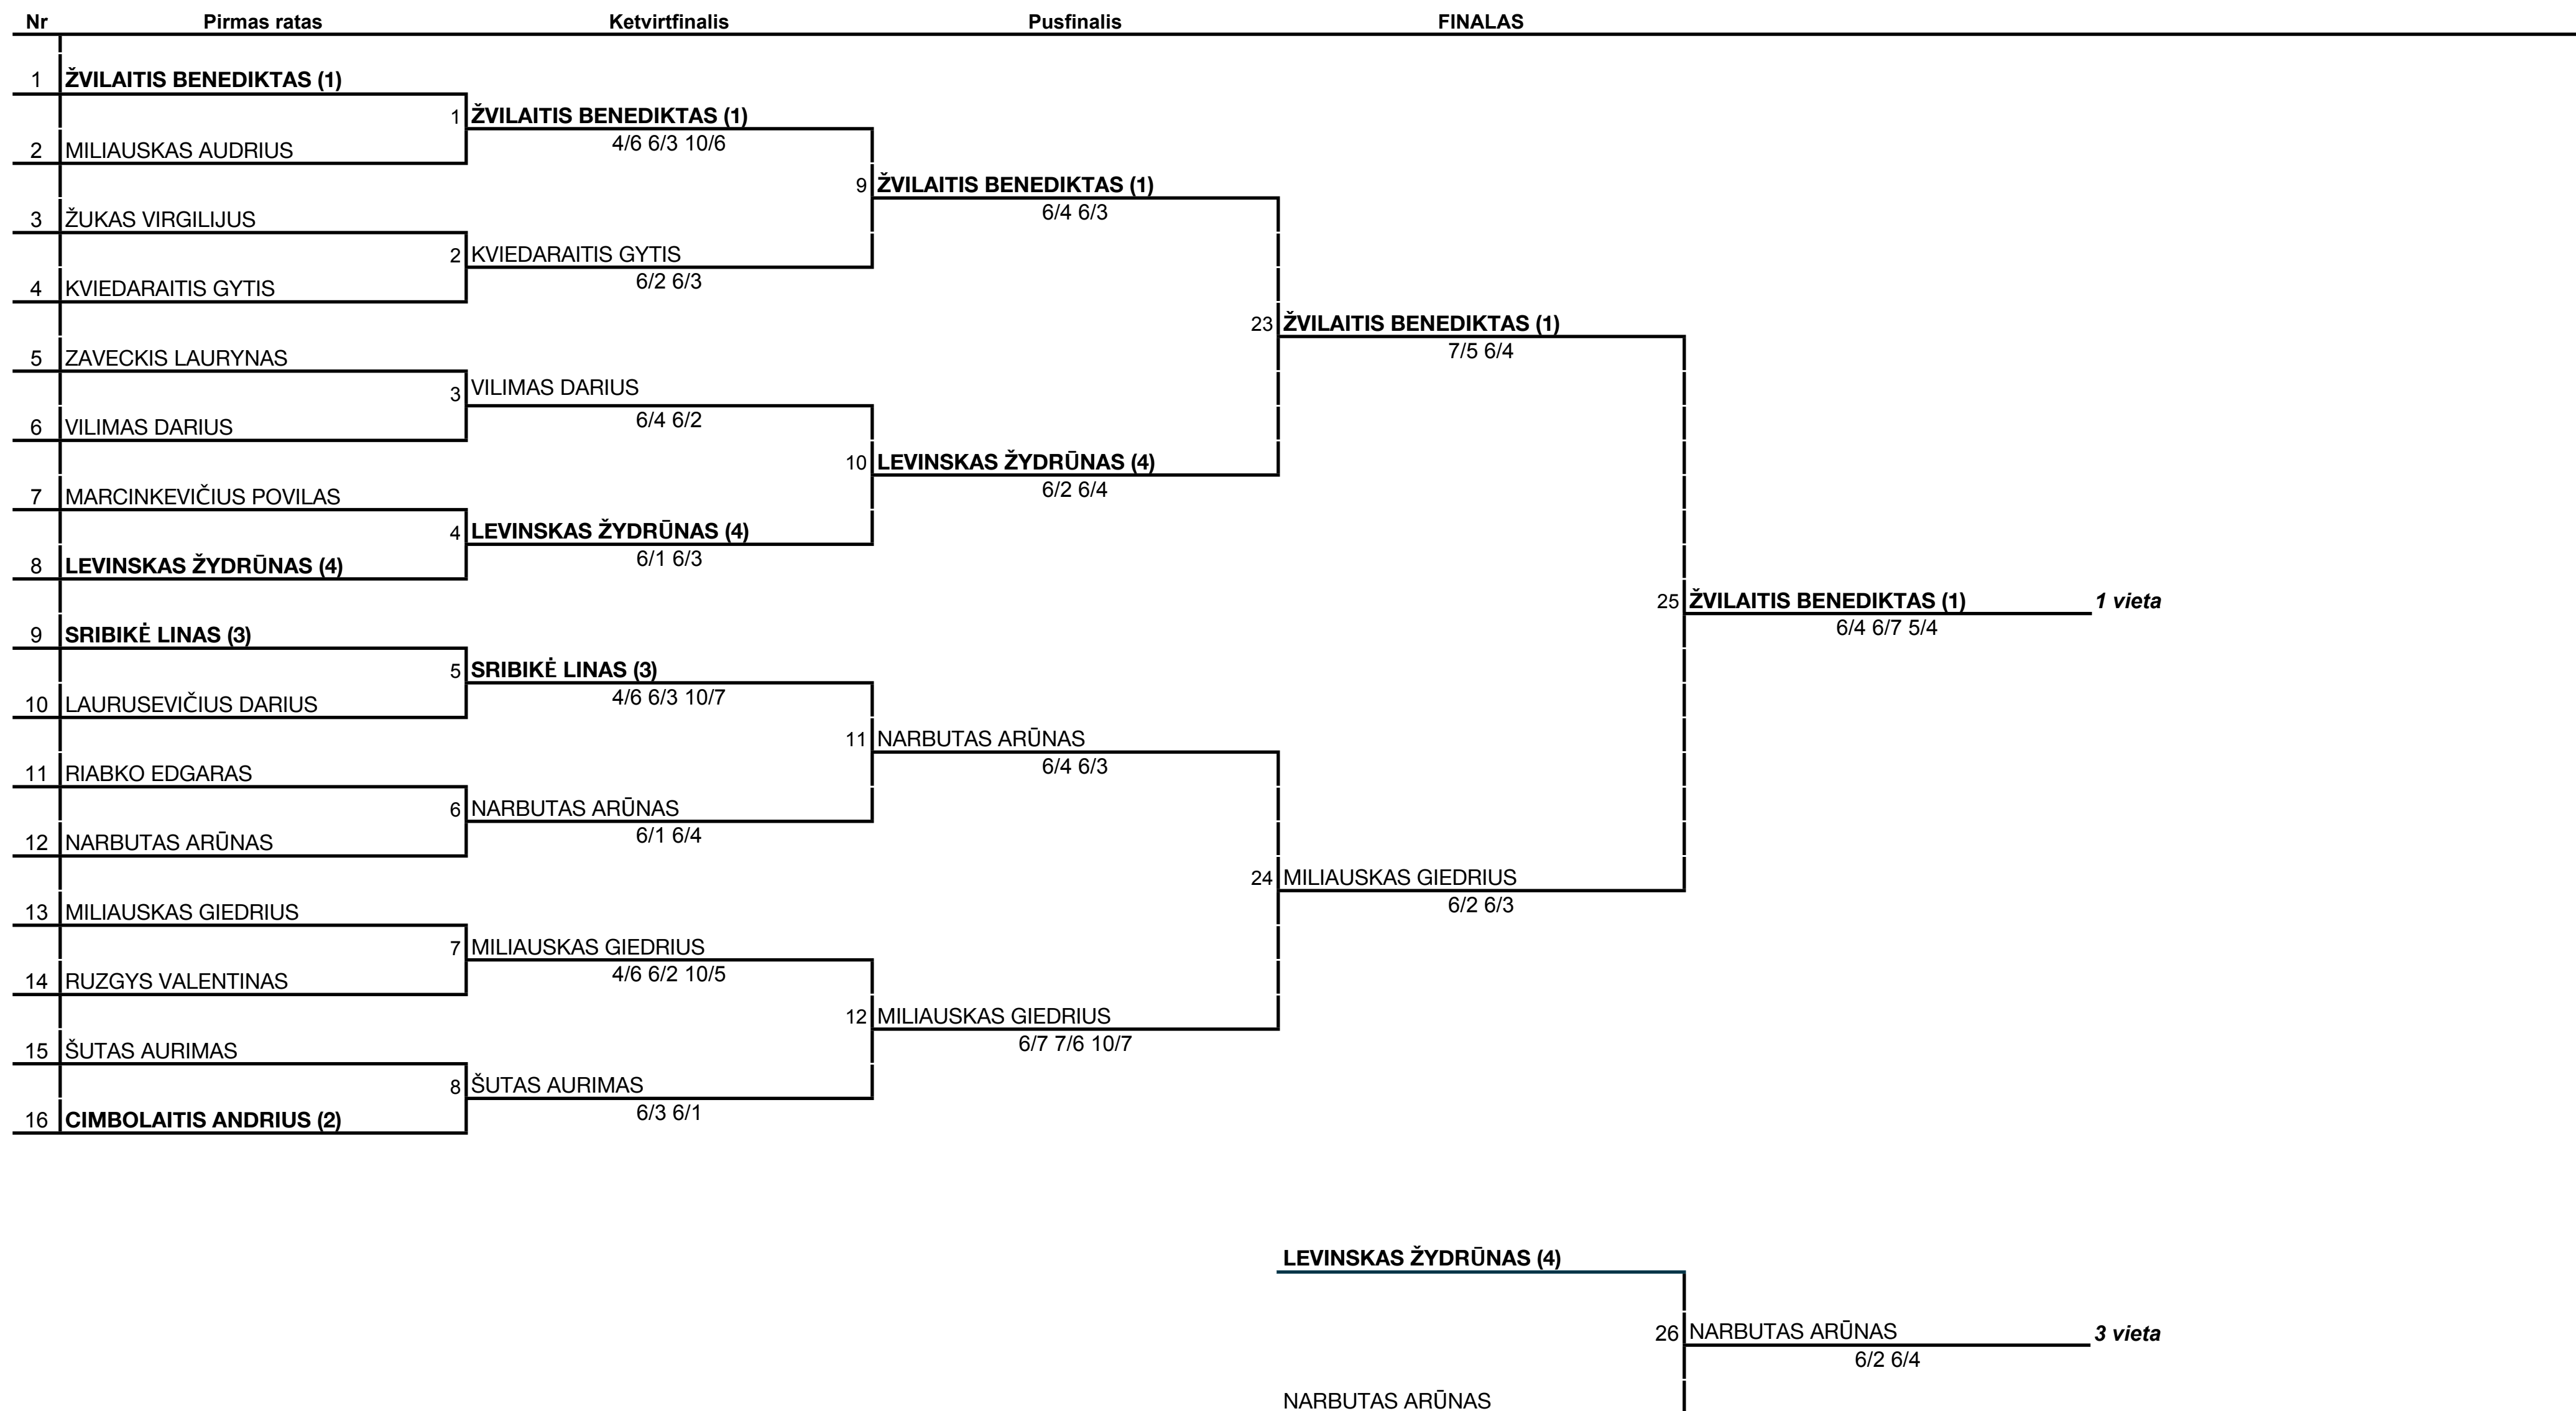 Nr Pirmas ratas Ketvirtfinalis Pusfinalis FINALAS
1 ŽVILAITIS BENEDIKTAS (1)
1 ŽVILAITIS BENEDIKTAS (1)
4/6 6/3 10/6
2 MILIAUSKAS AUDRIUS
9 ŽVILAITIS BENEDIKTAS (1)
6/4 6/3
3 ŽUKAS VIRGILIJUS
2 KVIEDARAITIS GYTIS
6/2 6/3
4 KVIEDARAITIS GYTIS
23 ŽVILAITIS BENEDIKTAS (1)
7/5 6/4
5 ZAVECKIS LAURYNAS
3 VILIMAS DARIUS
6/4 6/2
6 VILIMAS DARIUS
10 LEVINSKAS ŽYDRŪNAS (4)
6/2 6/4
7 MARCINKEVIČIUS POVILAS
4 LEVINSKAS ŽYDRŪNAS (4)
6/1 6/3
8 LEVINSKAS ŽYDRŪNAS (4)
25 ŽVILAITIS BENEDIKTAS (1) 1 vieta
6/4 6/7 5/4
9 SRIBIKĖ LINAS (3)
5 SRIBIKĖ LINAS (3)
4/6 6/3 10/7
10 LAURUSEVIČIUS DARIUS
11 NARBUTAS ARŪNAS
6/4 6/3
11 RIABKO EDGARAS
6 NARBUTAS ARŪNAS
6/1 6/4
12 NARBUTAS ARŪNAS
24 MILIAUSKAS GIEDRIUS
6/2 6/3
13 MILIAUSKAS GIEDRIUS
7 MILIAUSKAS GIEDRIUS
4/6 6/2 10/5
14 RUZGYS VALENTINAS
12 MILIAUSKAS GIEDRIUS
6/7 7/6 10/7
15 ŠUTAS AURIMAS
8 ŠUTAS AURIMAS
6/3 6/1
16 CIMBOLAITIS ANDRIUS (2)
LEVINSKAS ŽYDRŪNAS (4)
26 NARBUTAS ARŪNAS 3 vieta
6/2 6/4
NARBUTAS ARŪNAS